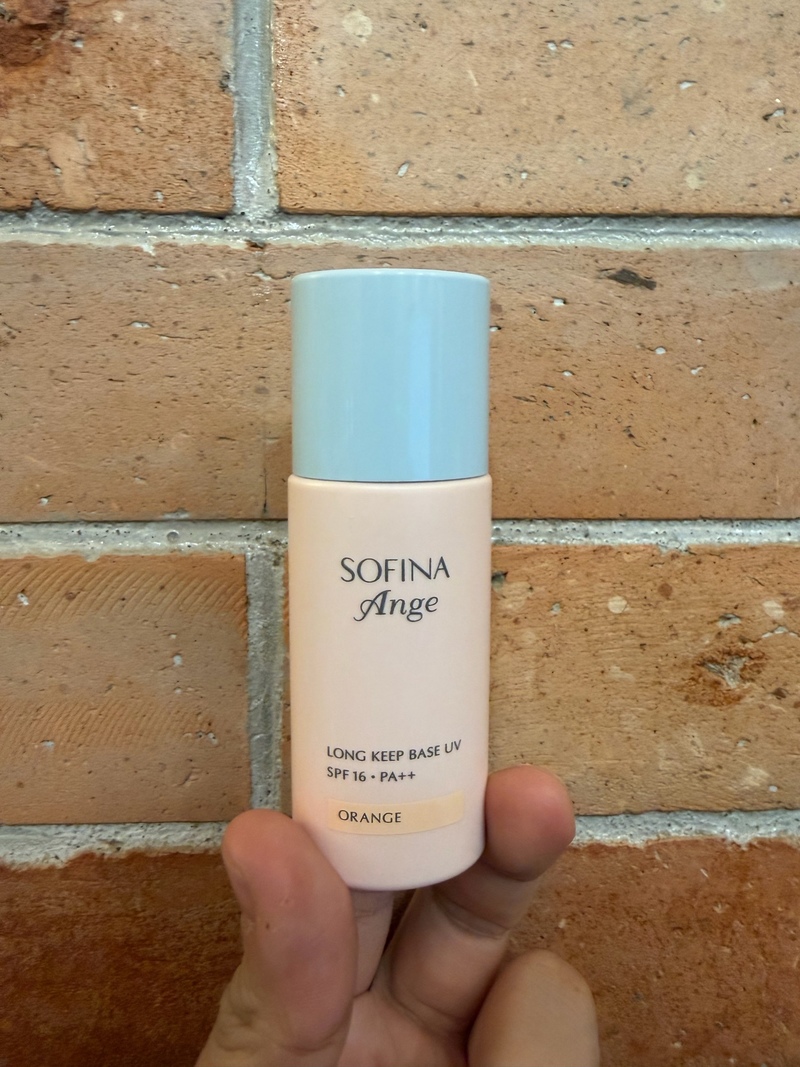 SOFINA
Ange
LONG KEEP BASE UV
SPF 16 • PA++
ORANGE